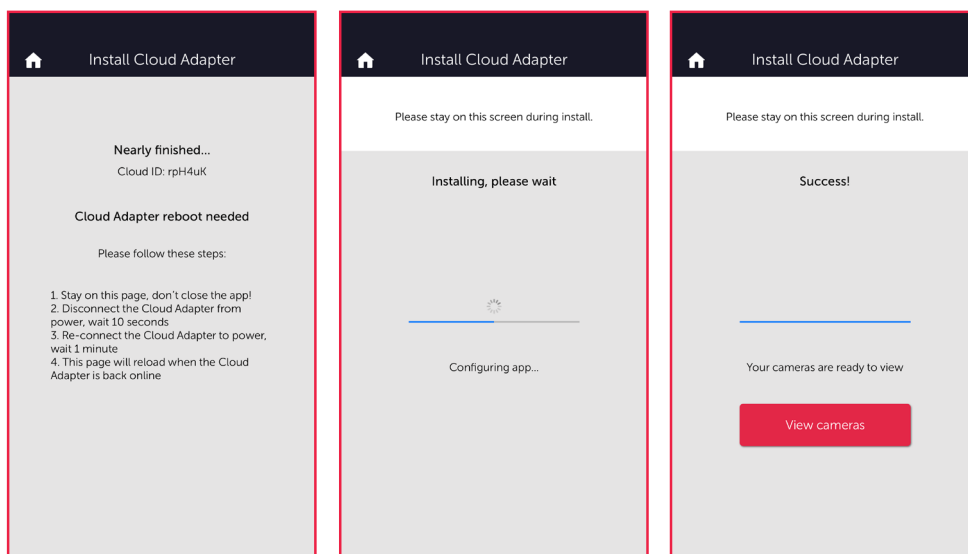 Install Cloud Adapter
Nearly finished...
Cloud ID: rpH4uK
Cloud Adapter reboot needed
Please follow these steps:
1. Stay on this page, don't close the app!
2. Disconnect the Cloud Adapter from
power, wait 10 seconds
3. Re-connect the Cloud Adapter to power,
wait 1 minute
4. This page will reload when the Cloud
Adapter is back online
Install Cloud Adapter
Please stay on this screen during install.
Installing, please wait
Configuring app...
Install Cloud Adapter
Please stay on this screen during install.
Success!
Your cameras are ready to view
View cameras